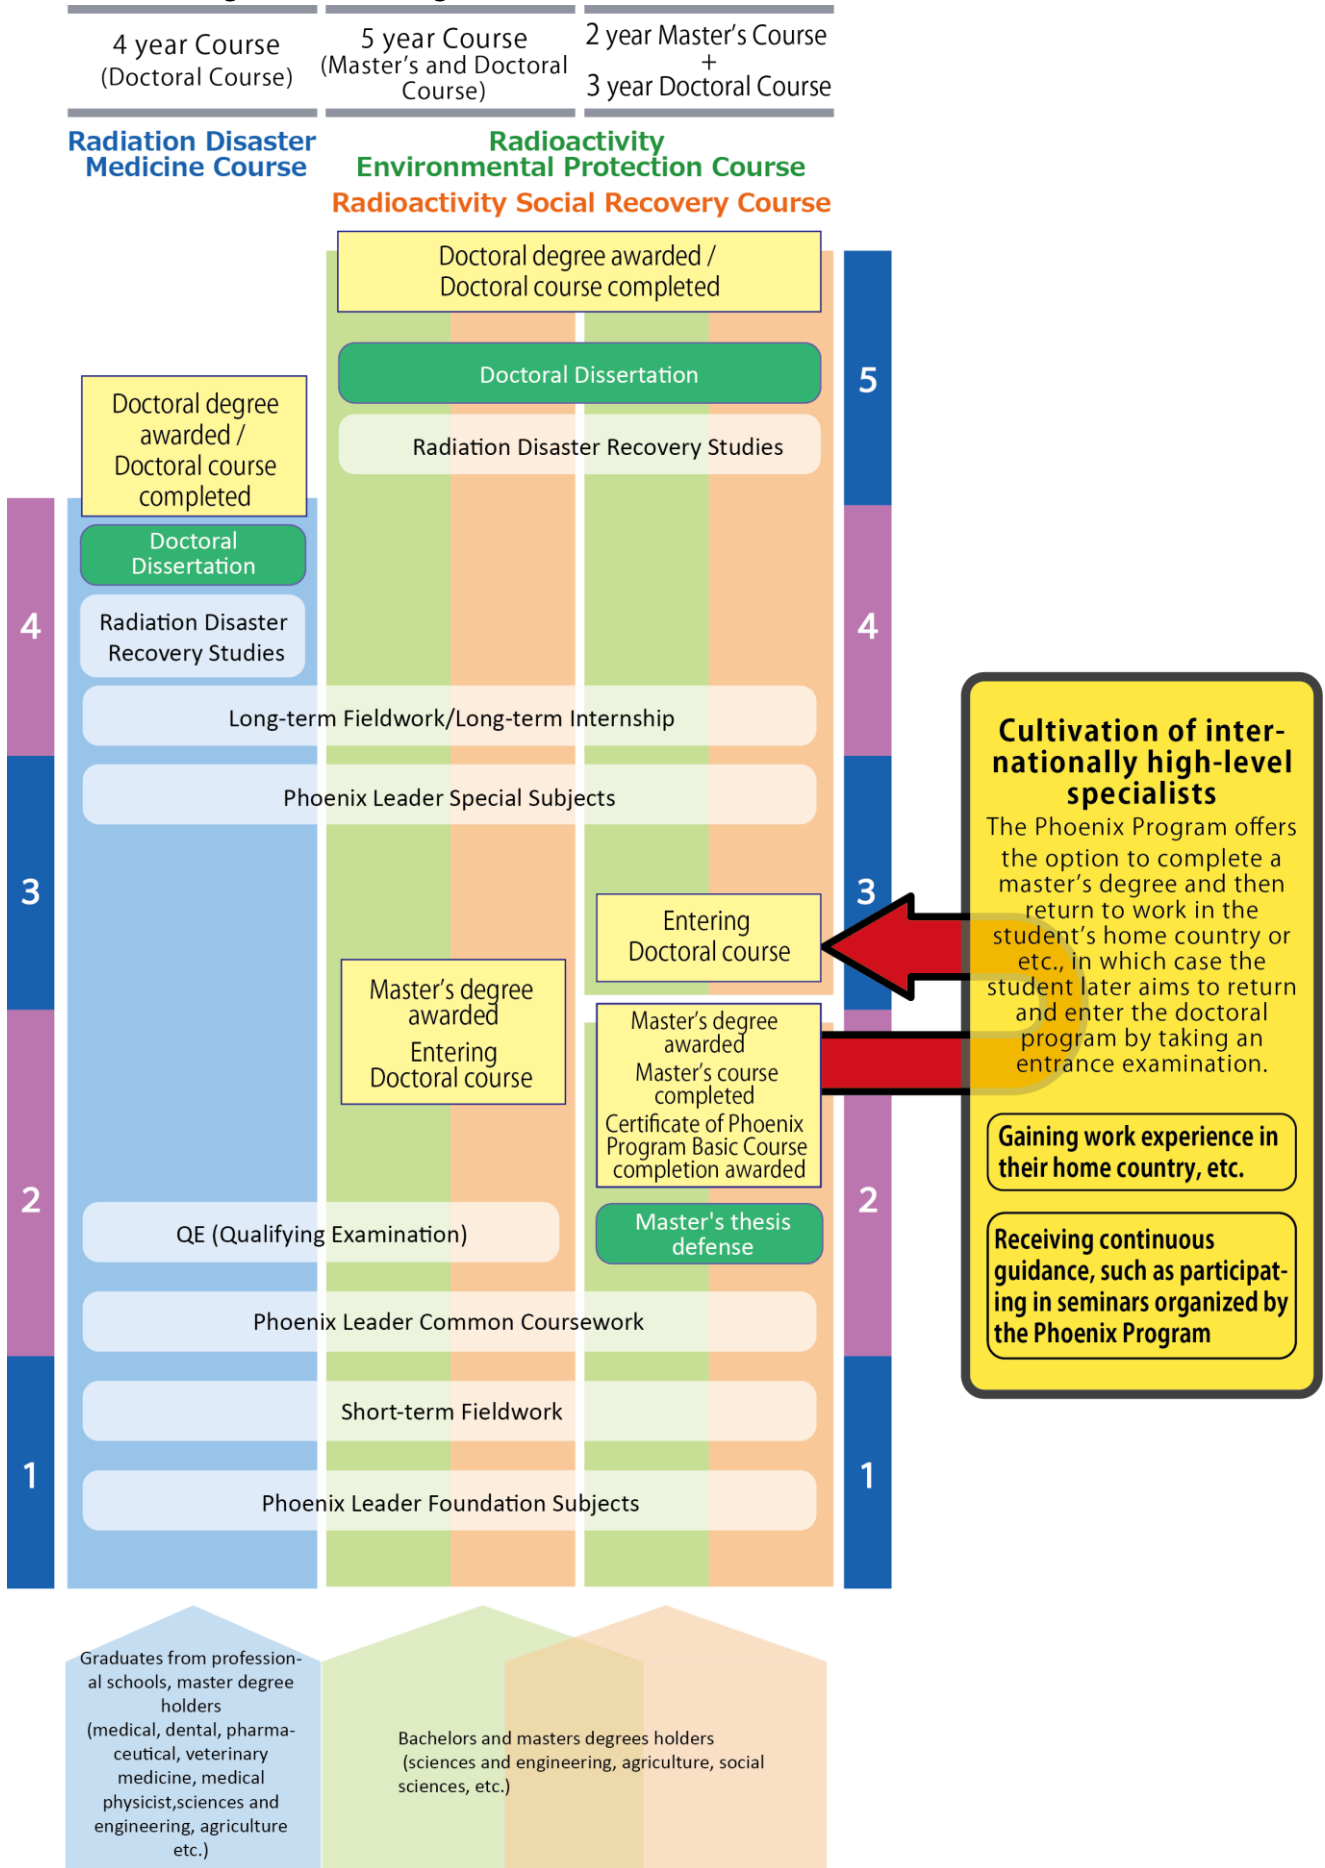 4 year Course
(Doctoral Course)
5 year Course
(Master's and Doctoral
Course)
2 year Master's Course
+
3 year Doctoral Course
Radiation Disaster
Medicine Course
Radioactivity
Environmental Protection Course
Radioactivity Social Recovery Course
Doctoral degree awarded /
Doctoral course completed
Doctoral Dissertation
Radiation Disaster Recovery Studies
5
Doctoral degree
awarded /
Doctoral course
completed
Doctoral
Dissertation
Radiation Disaster
Recovery Studies
4
4
Long-term Fieldwork/Long-term Internship
Phoenix Leader Special Subjects
3
3
Entering
Doctoral course
Master's degree
awarded
Entering
Doctoral course
Master's degree
awarded
Master's course
completed
Certificate of Phoenix
Program Basic Course
completion awarded
2
2
QE (Qualifying Examination)
Master's thesis
defense
Phoenix Leader Common Coursework
Short-term Fieldwork
1
1
Phoenix Leader Foundation Subjects
Cultivation of inter-
nationally high-level
specialists
The Phoenix Program offers
the option to complete a
master's degree and then
return to work in the
student's home country or
etc., in which case the
student later aims to return
and enter the doctoral
program by taking an
entrance examination.
Gaining work experience in
their home country, etc.
Receiving continuous
guidance, such as participat-
ing in seminars organized by
the Phoenix Program
Graduates from profession-
al schools, master degree
holders
(medical, dental, pharma-
ceutical, veterinary
medicine, medical
physicist,sciences and
engineering, agriculture
etc.)
Bachelors and masters degrees holders
(sciences and engineering, agriculture, social
sciences, etc.)